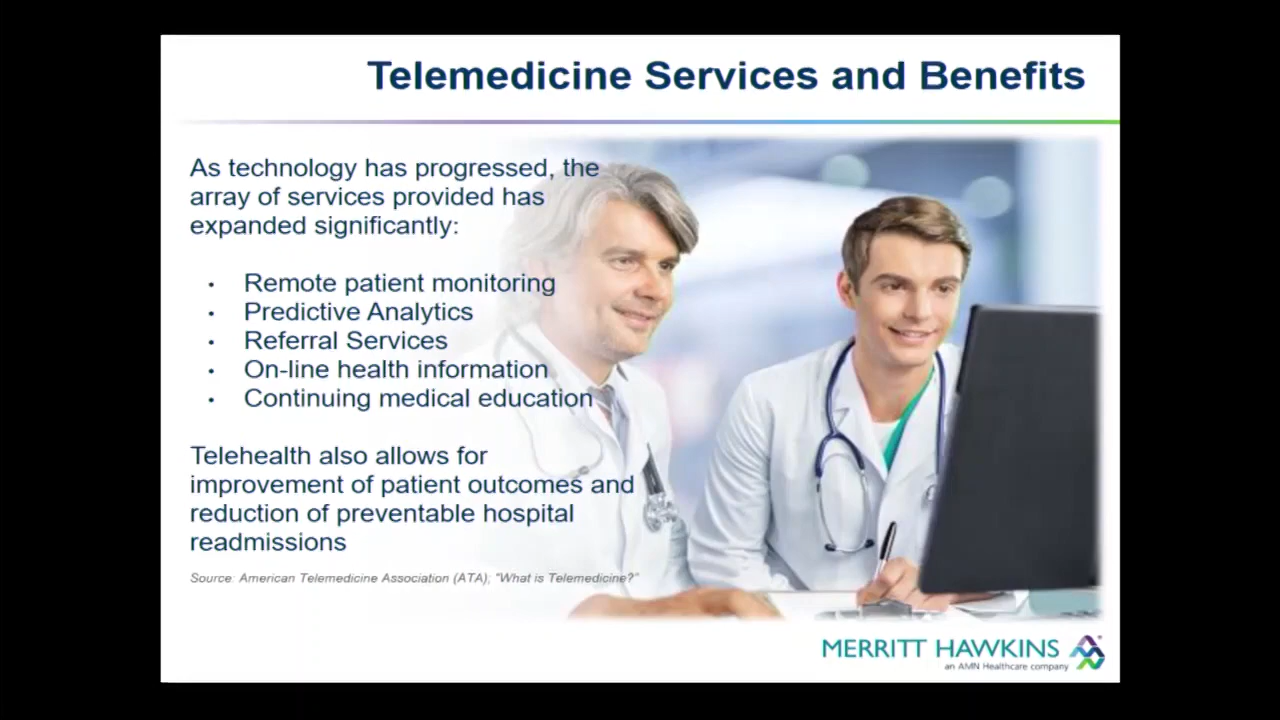 Telemedicine Services and Benefits
As technology has progressed, the
array of services provided has
expanded significantly:
• Remote patient monitoring
• Predictive Analytics
• Referral Services
• On-line health information
• Continuing medical education
Telehealth also allows for
improvement of patient outcomes and
reduction of preventable hospital
readmissions
Source: American Telemedicine Association (ATA); “What is Telemedicine?”
MERRITT HAWKINS
an AMN Healthcare company